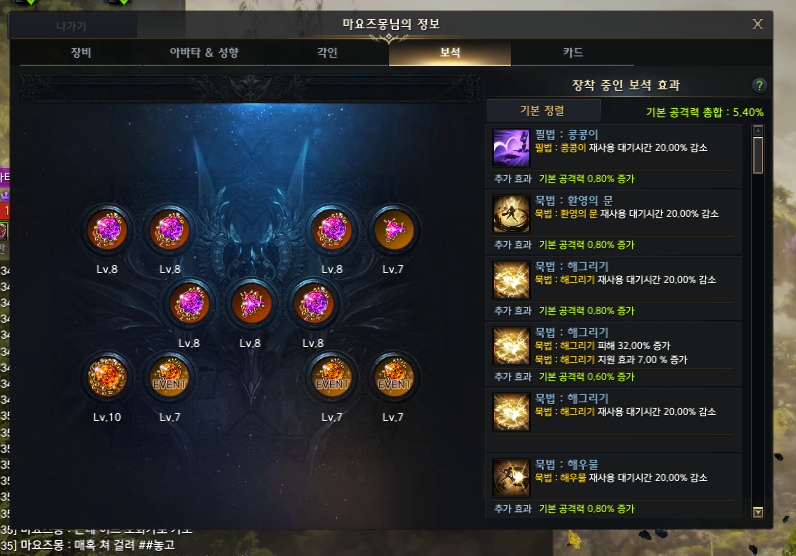 나가기
마요즈몽님의 정보
X
장비
아바타 & 성향
각인
보석
카드
장착 중인 보석 효과
?
기본 정렬
기본 공격력 총합 : 5.40%
Lv.8
Lv.8
Lv.8
Lv.7
Lv.8
Lv.8
Lv.8
EVENT
EVENT
EVENT
Lv.10
Lv.7
Lv.7
Lv.7
필법 : 콩콩이
필법 : 콩콩이 재사용 대기시간 20.00% 감소
추가 효과 기본 공격력 0.80% 증가
묵법 : 환영의 문
묵법 : 환영의 문 재사용 대기시간 20.00% 감소
추가 효과 기본 공격력 0.80% 증가
묵법 : 해그리기
묵법 : 해그리기 재사용 대기시간 20.00% 감소
추가 효과 기본 공격력 0.80% 증가
묵법 : 해그리기
묵법 : 해그리기 피해 32.00% 증가
묵법 : 해그리기 지원 효과 7.00 % 증가
추가 효과 기본 공격력 0.60% 증가
묵법 : 해그리기
묵법 : 해그리기 재사용 대기시간 20.00% 감소
묵법 : 해우물
묵법 : 해우물 재사용 대기시간 20.00% 감소
추가 효과 기본 공격력 0.80% 증가
35] 마요즈몽 : 매혹 쳐 걸려 ##놓고